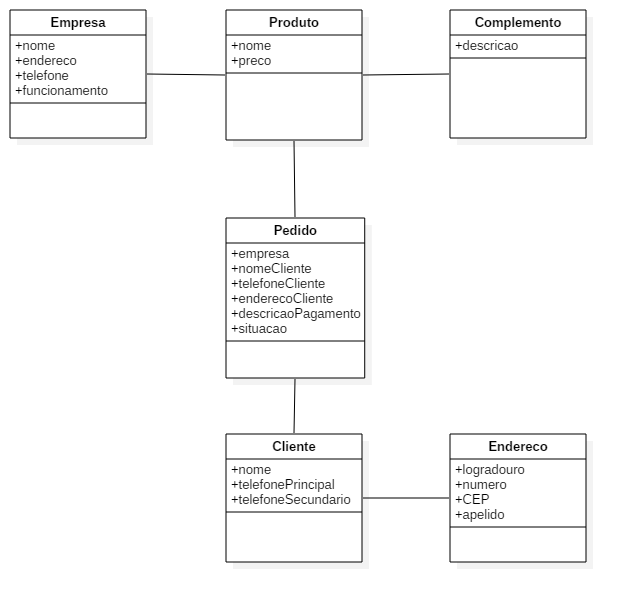 Empresa
+nome
+endereco
+telefone
+funcionamento
Produto
+nome
+preco
Complemento
+descricao
Pedido
+empresa
+nomeCliente
+telefoneCliente
+enderecoCliente
+descricaoPagamento
+situacao
Cliente
+nome
+telefonePrincipal
+telefoneSecundario
Endereco
+logradouro
+numero
+CEP
+apelido